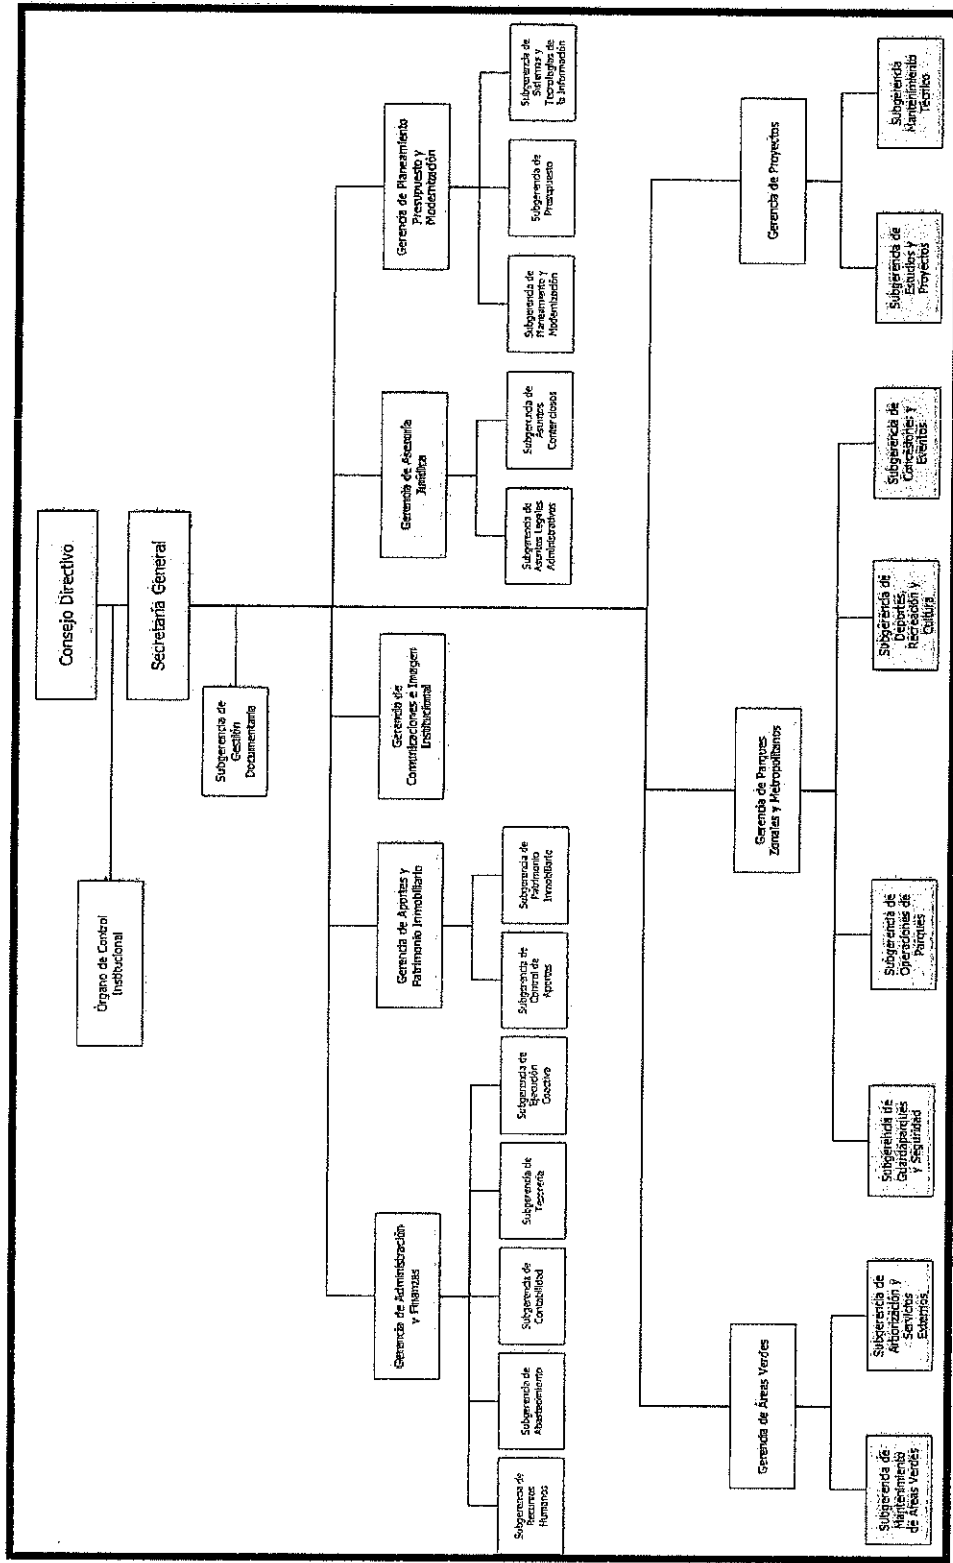 Consejo Directivo
Órgano de Control
Institucional
Secretaría General
Subgerencia de
Gestión
Documentaria
Gerencia de Administración
y Finanzas
Gerencia de Aportes y
Patrimonio Inmobiliario
Gerencia de
Comunicaciones e Imagen
Institucional
Gerencia de Asesoría
Jurídica
Gerencia de Planeamiento
Presupuesto y
Modernización
Subgerencia de
Recursos
Humanos
Subgerencia de
Abastecimiento
Subgerencia de
Contabilidad
Subgerencia de
Tesorería
Subgerencia de
Ejecución
Coactiva
Subgerencia de
Control de
Aportes
Subgerencia de
Patrimonio
Inmobiliario
Subgerencia de
Asuntos Legales
Administrativos
Subgerencia de
Asuntos
Contenciosos
Subgerencia de
Planeamiento y
Modernización
Subgerencia de
Presupuesto
Subgerencia de
Sistemas y
Tecnologías de
la Información
Gerencia de Áreas Verdes
Gerencia de Parques
Zonales y Metropolitanos
Gerencia de Proyectos
Subgerencia de
Mantenimiento
de Áreas Verdes
Subgerencia de
Arborización y
Servicios
Externos
Subgerencia de
Guardaparques
y Seguridad
Subgerencia de
Operaciones de
Parques
Subgerencia de
Deportes,
Recreación y
Cultura
Subgerencia de
Concesiones y
Eventos
Subgerencia de
Estudios y
Proyectos
Subgerencia
Mantenimiento
Técnico